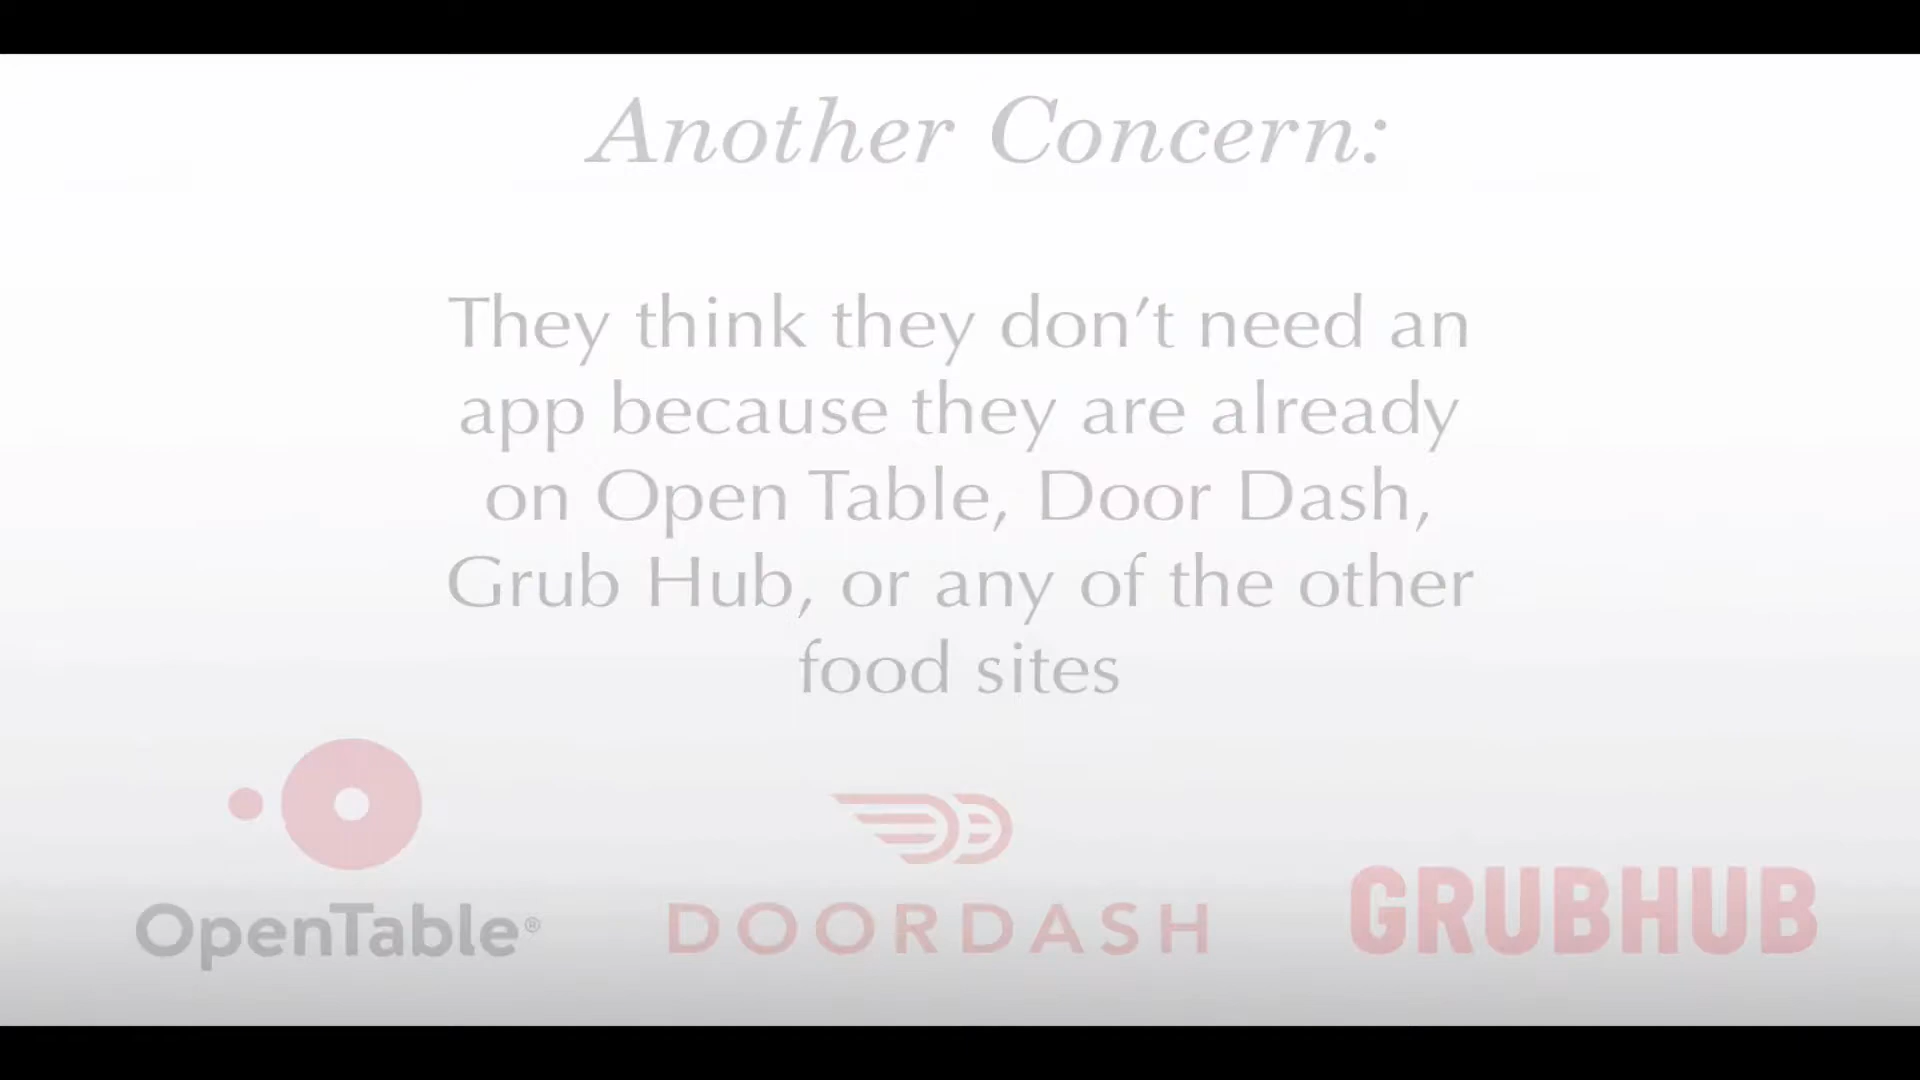 Another Concern:
They think they don’t need an
app because they are already
on Open Table, Door Dash,
Grub Hub, or any of the other
food sites
OpenTable®
DOORDASH
GRUBHUB